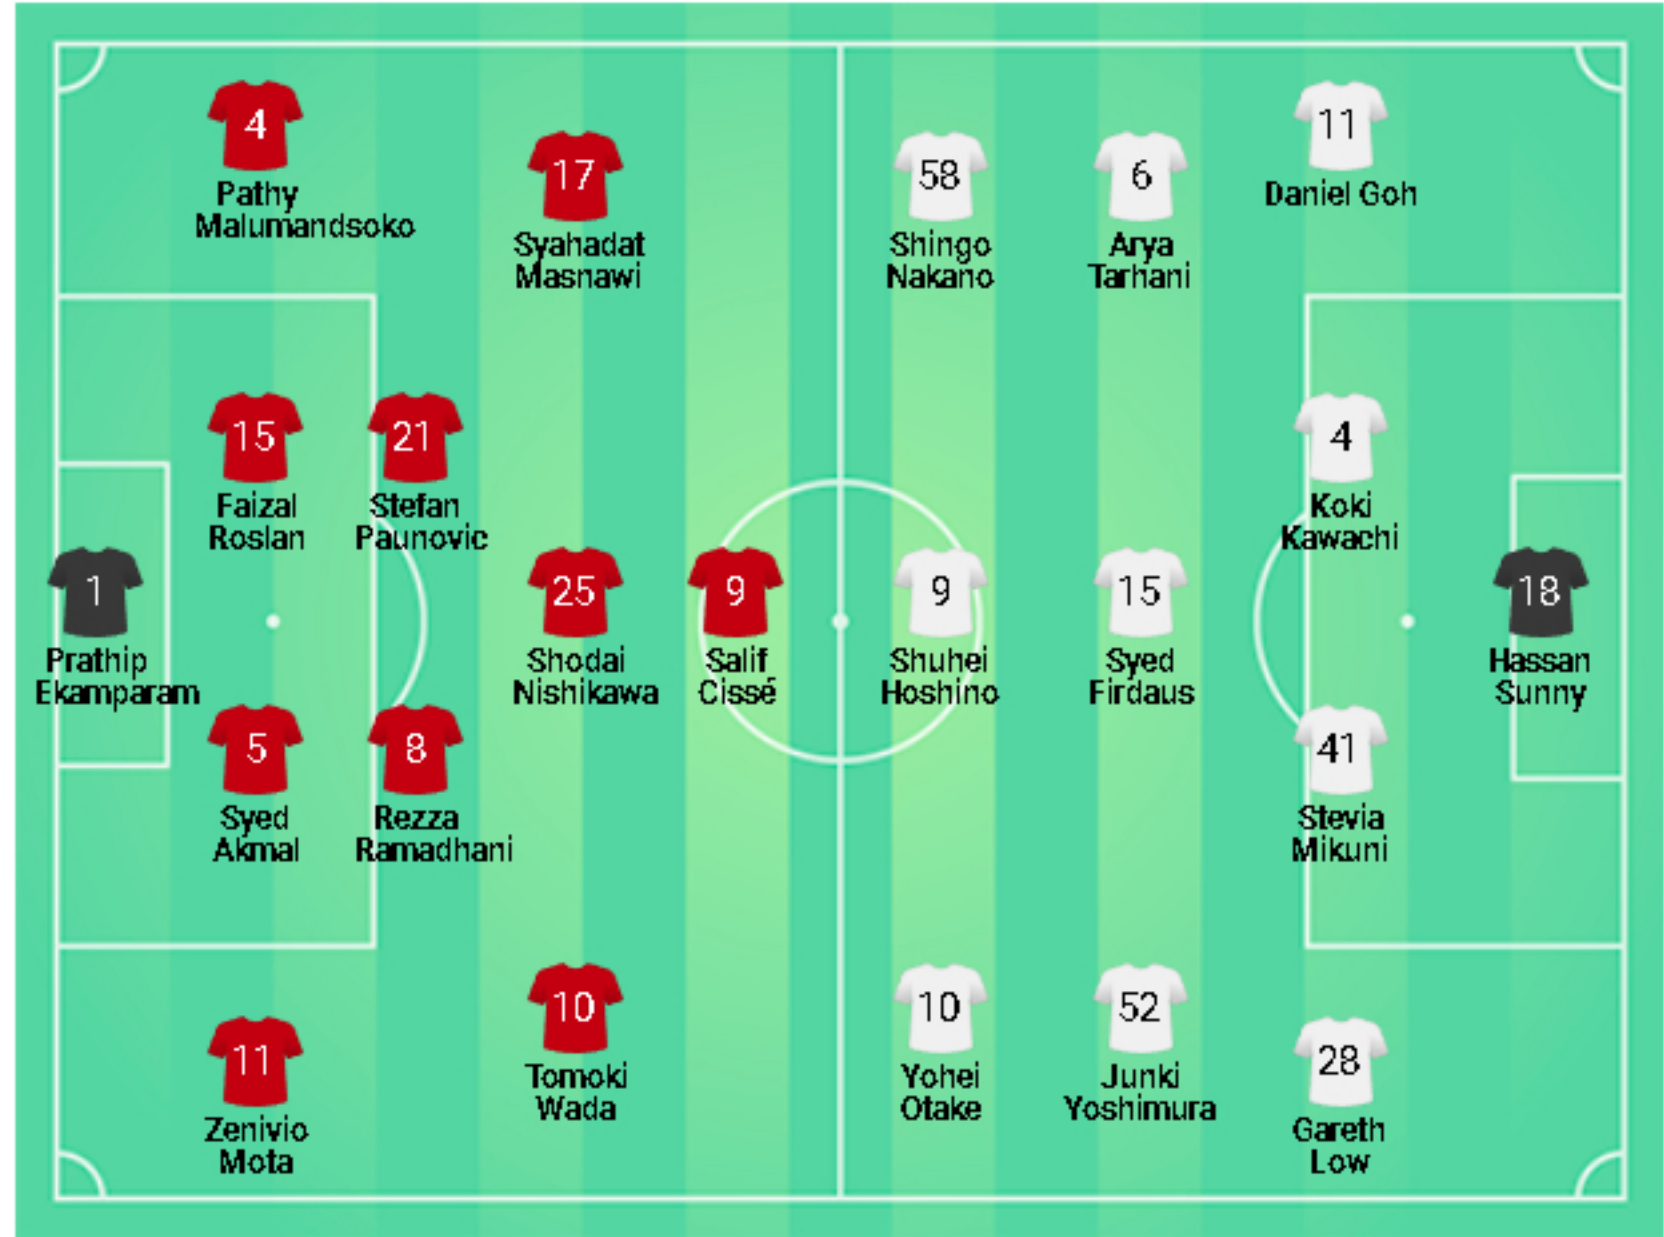 4
Pathy
Malumandsoko
17
Syahadat
Masnawi
58
Shingo
Nakano
6
Arya
Tarhani
11
Daniel Goh
15
Faizal
Roslan
21
Stefan
Paunovic
4
Koki
Kawachi
1
Prathip
Ekamparam
25
Shodai
Nishikawa
9
Salif
Cissé
9
Shuhei
Hoshino
15
Syed
Firdaus
18
Hassan
Sunny
5
Syed
Akmal
8
Rezza
Ramadhani
41
Stevia
Mikuni
11
Zenivio
Mota
10
Tomoki
Wada
10
Yohei
Otake
52
Junki
Yoshimura
28
Gareth
Low